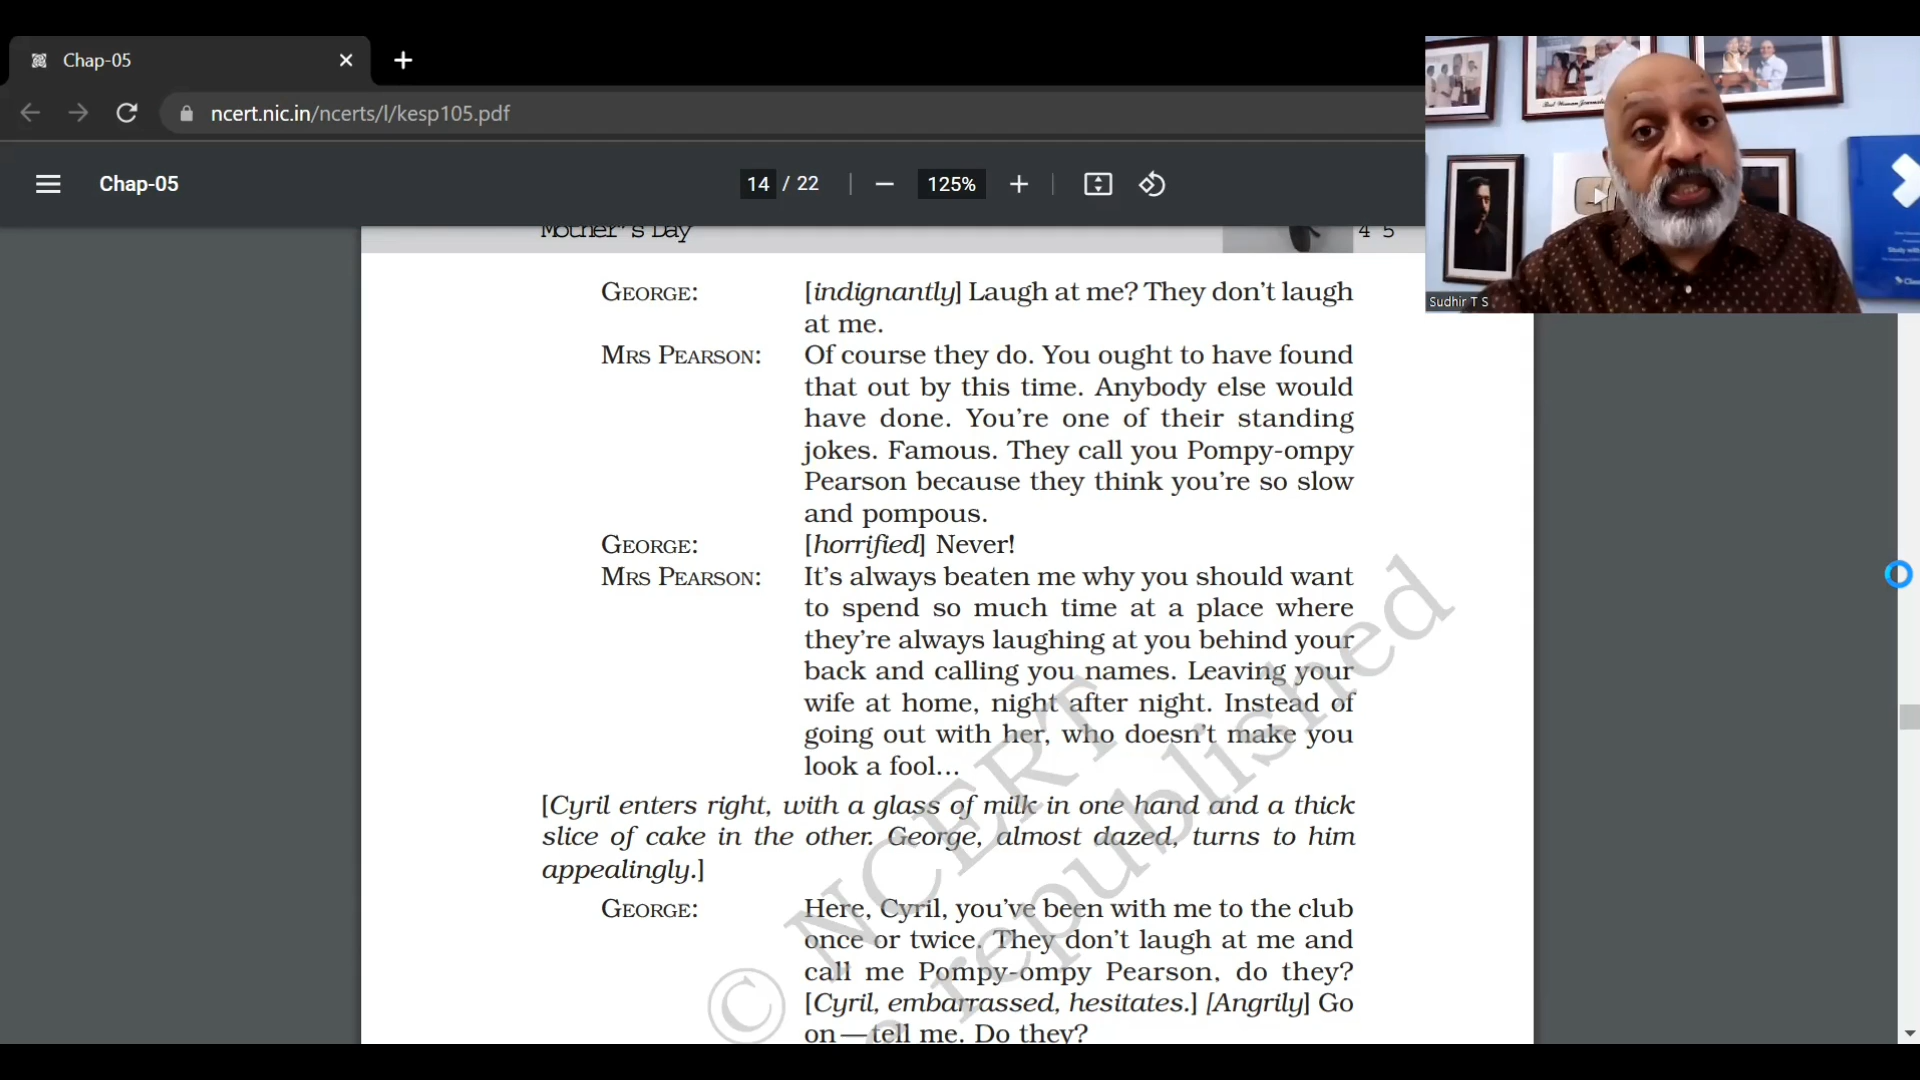 Chap-05
ncert.nic.in/ncerts/l/kesp105.pdf
Chap-05
14 / 22
125%
Sudhir T S
Mother's Day
4 5
GEORGE: [indignantly] Laugh at me? They don't laugh
at me.
MRS PEARSON: Of course they do. You ought to have found
that out by this time. Anybody else would
have done. You're one of their standing
jokes. Famous. They call you Pompy-ompy
Pearson because they think you're so slow
and pompous.
GEORGE: [horrified] Never!
MRS PEARSON: It's always beaten me why you should want
to spend so much time at a place where
they're always laughing at you behind your
back and calling you names. Leaving your
wife at home, night after night. Instead of
going out with her, who doesn't make you
look a fool...
[Cyril enters right, with a glass of milk in one hand and a thick
slice of cake in the other. George, almost dazed, turns to him
appealingly.]
GEORGE: Here, Cyril, you've been with me to the club
once or twice. They don't laugh at me and
call me Pompy-ompy Pearson, do they?
[Cyril, embarrassed, hesitates.] [Angrily] Go
on—tell me. Do they?
© NCERT
republished